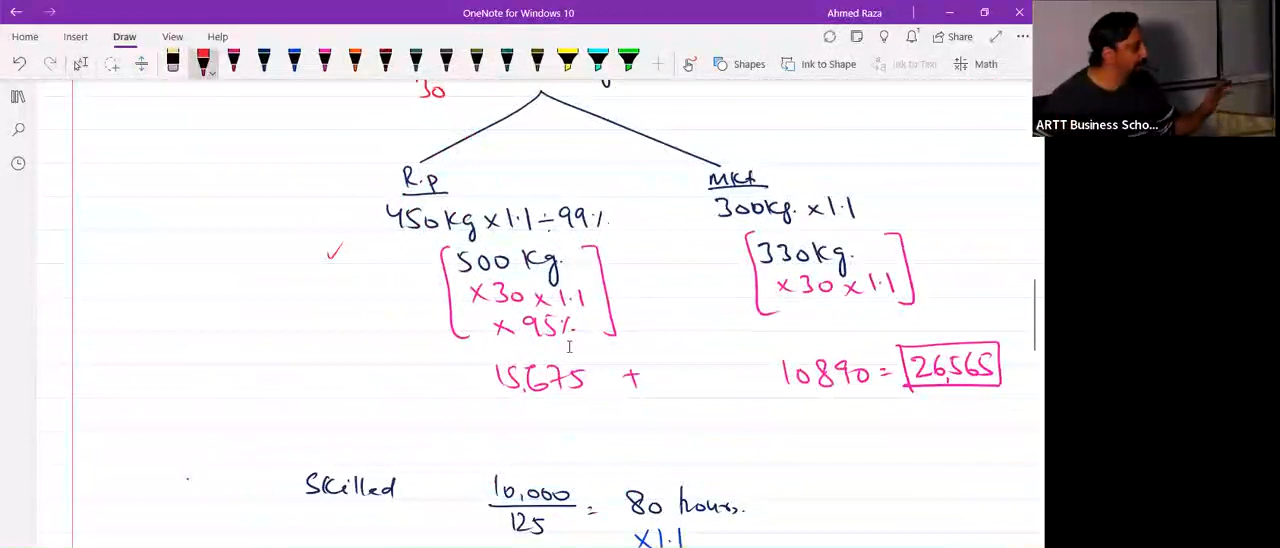 OneNote for Windows 10
Ahmed Raza
Home Insert Draw View Help
Share
Shapes
Ink to Shape
Ink to Text
Math
ARTT Business Scho...
30
R.p
MKt
450kg x 1.1 ÷ 99%
300kg. x 1.1
500 kg.
330kg.
x 30 x 1.1
x 30 x 1.1
x 95%
15,675 + 10890 = 26,565
Skilled
10,000
125
= 80 hours.
x 1.1